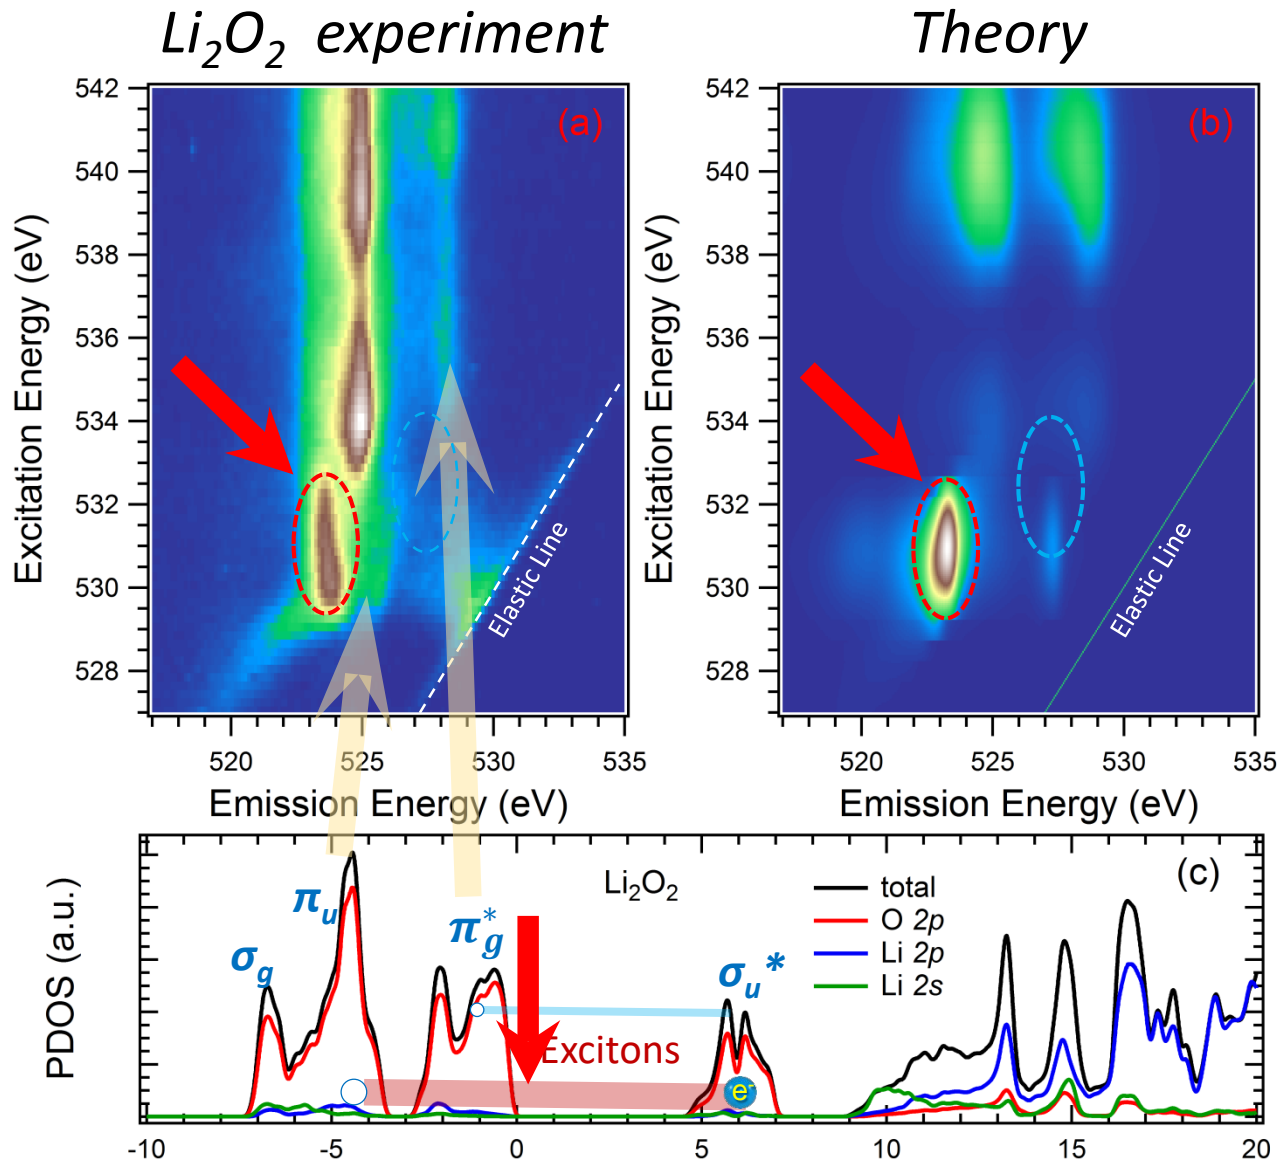 Li₂O₂ experiment
Theory
(a)
542
540
538
536
534
532
530
528
Excitation Energy (eV)
Elastic Line
520
525
530
535
Emission Energy (eV)
(b)
542
540
538
536
534
532
530
528
Excitation Energy (eV)
Elastic Line
520
525
530
535
Emission Energy (eV)
(c)
Li₂O₂
total
O 2p
Li 2p
Li 2s
PDOS (a.u.)
σg
πu
π*g
σu*
Excitons
e⁻
-10
-5
0
5
10
15
20